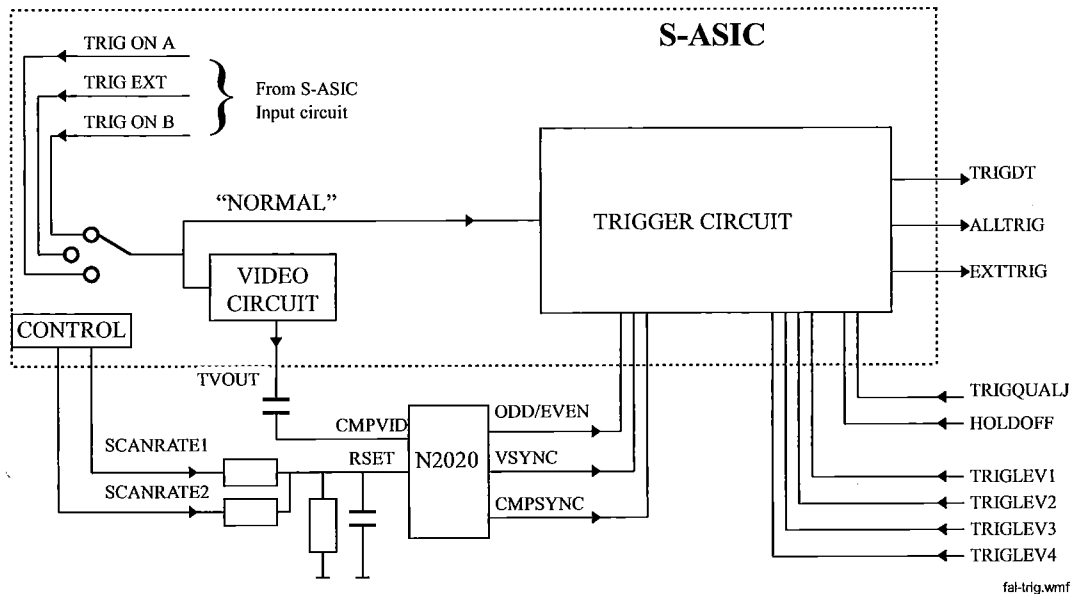 S-ASIC
TRIG ON A
TRIG EXT
TRIG ON B
From S-ASIC
Input circuit
"NORMAL"
VIDEO
CIRCUIT
TRIGGER CIRCUIT
TRIGDT
ALLTRIG
EXTTRIG
CONTROL
TVOUT
CMPVID
RSET
N2020
ODD/EVEN
VSYNC
CMPSYNC
SCANRATE1
SCANRATE2
TRIGQUALJ
HOLDOFF
TRIGLEV1
TRIGLEV2
TRIGLEV3
TRIGLEV4
fal-trig.wmf